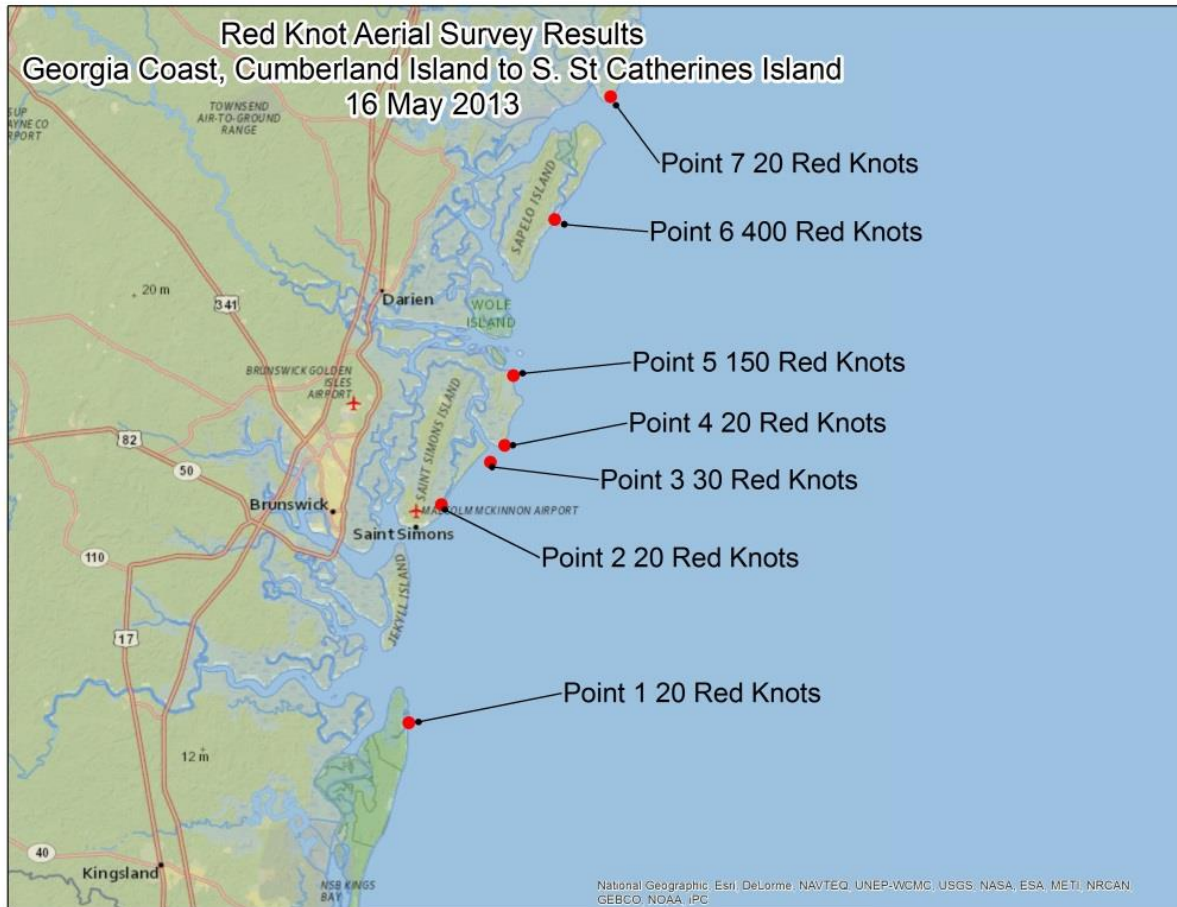 Red Knot Aerial Survey Results
Georgia Coast, Cumberland Island to S. St Catherines Island
16 May 2013
TOWNSEND
AIR-TO-GROUND
RANGE
Point 7 20 Red Knots
SAPELO ISLAND
Point 6 400 Red Knots
20 m
341
Darien
WOLF
ISLAND
Point 5 150 Red Knots
BRUNSWICK GOLDEN
ISLES
AIRPORT
SAINT SIMONS ISLAND
Point 4 20 Red Knots
82
50
Point 3 30 Red Knots
Brunswick
MALCOLM MCKINNON AIRPORT
Saint Simons
Point 2 20 Red Knots
110
JEKYLL ISLAND
17
Point 1 20 Red Knots
12 m
40
Kingsland
NSB KINGS
BAY
National Geographic, Esri, DeLorme, NAVTEQ, UNEP-WCMC, USGS, NASA, ESA, METI, NRCAN,
GEBCO, NOAA, iPC